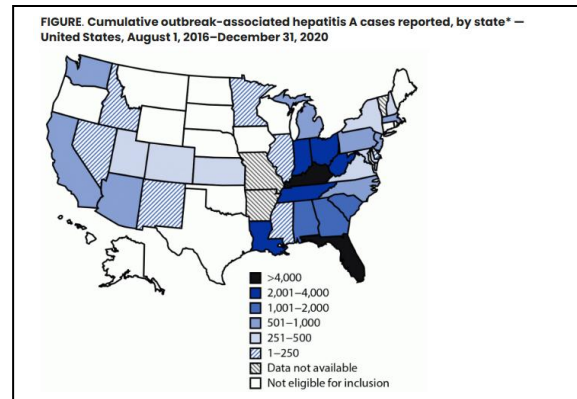 FIGURE. Cumulative outbreak-associated hepatitis A cases reported, by state* —
United States, August 1, 2016–December 31, 2020
>4,000
2,001–4,000
1,001–2,000
501–1,000
251–500
1–250
Data not available
Not eligible for inclusion